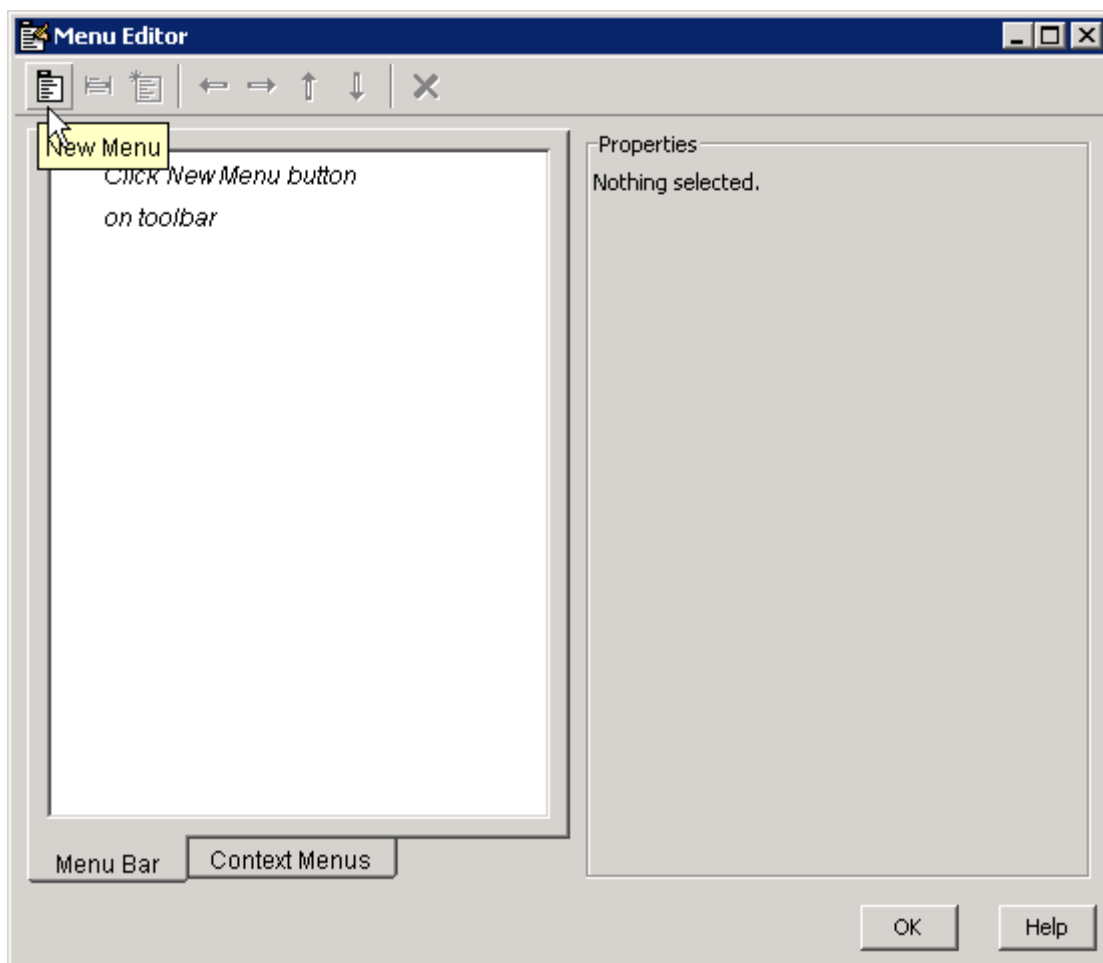 Menu Editor
New Menu
Click New Menu button
on toolbar
Properties
Nothing selected.
Menu Bar
Context Menus
OK
Help